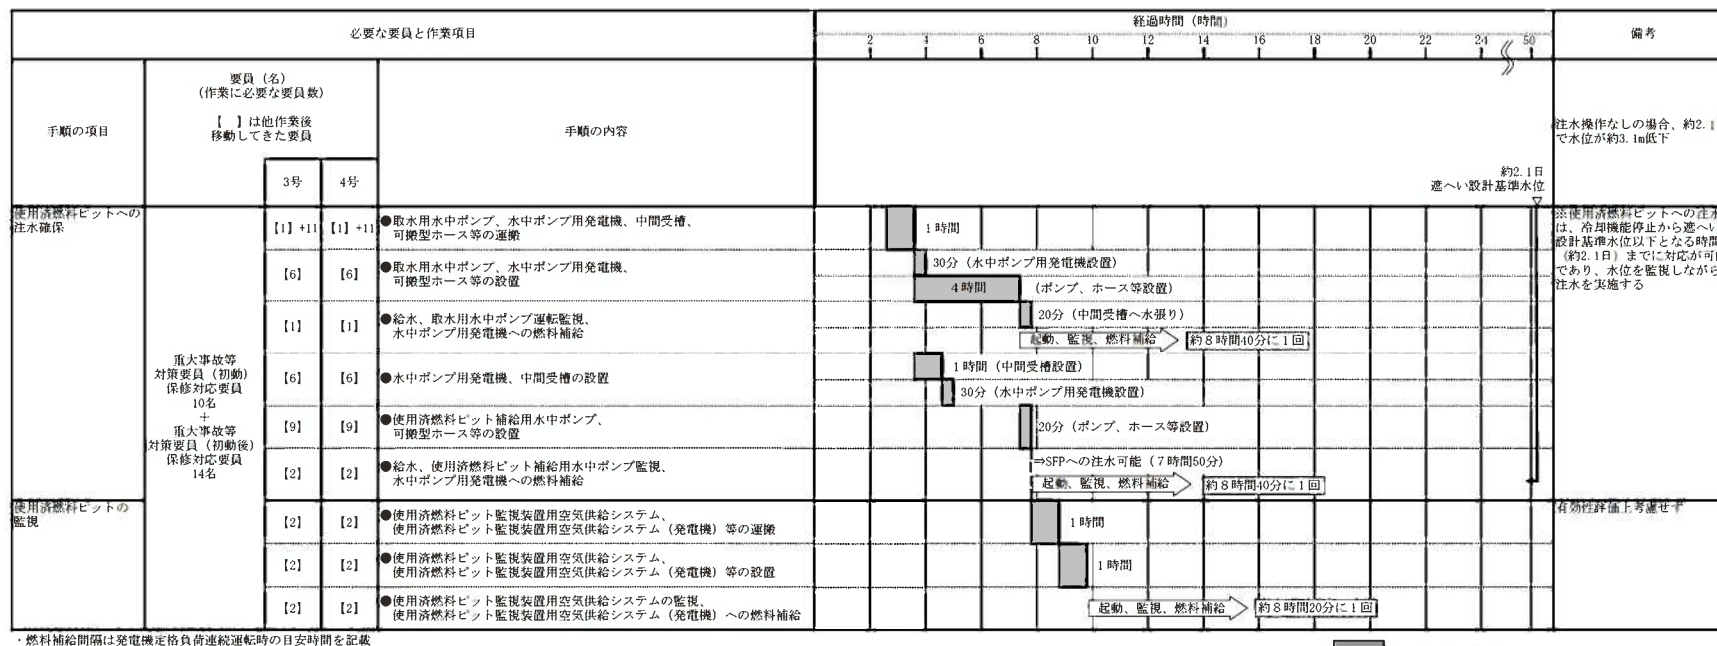 必要な要員と作業項目
経過時間（時間）
備考
2 4 6 8 10 12 14 16 18 20 22 24 50
手順の項目
要員（名）
（作業に必要な要員数）
【 】は他作業後
移動してきた要員
3号 4号
手順の内容
注水操作なしの場合、約2.1
で水位が約3.1m低下
約2.1日
遮へい設計基準水位
使用済燃料ピットへの
注水確保
重大事故等
対策要員（初動）
保修対応要員
10名
＋
重大事故等
対策要員（初動後）
保修対応要員
14名
【1】+11 【1】+11
●取水用水中ポンプ、水中ポンプ用発電機、中間受槽、
可搬型ホース等の運搬
1時間
※使用済燃料ピットへの注水
は、冷却機能停止から遮へい
設計基準水位以下となる時間
（約2.1日）までに対応が可
であり、水位を監視しながら
注水を実施する
【6】 【6】
●取水用水中ポンプ、水中ポンプ用発電機、
可搬型ホース等の設置
30分（水中ポンプ用発電機設置）
4時間 （ポンプ、ホース等設置）
【1】 【1】
●給水、取水用水中ポンプ運転監視、
水中ポンプ用発電機への燃料補給
20分（中間受槽へ水張り）
起動、監視、燃料補給 約8時間40分に1回
【6】 【6】
●水中ポンプ用発電機、中間受槽の設置
1時間（中間受槽設置）
30分（水中ポンプ用発電機設置）
【9】 【9】
●使用済燃料ピット補給用水中ポンプ、
可搬型ホース等の設置
20分（ポンプ、ホース等設置）
【2】 【2】
●給水、使用済燃料ピット補給用水中ポンプ監視、
水中ポンプ用発電機への燃料補給
⇒SFPへの注水可能（7時間50分）
起動、監視、燃料補給 約8時間40分に1回
使用済燃料ピットの
監視
【2】 【2】
●使用済燃料ピット監視装置用空気供給システム、
使用済燃料ピット監視装置用空気供給システム（発電機）等の運搬
1時間
有効性評価上考慮せず
【2】 【2】
●使用済燃料ピット監視装置用空気供給システム、
使用済燃料ピット監視装置用空気供給システム（発電機）等の設置
1時間
【2】 【2】
●使用済燃料ピット監視装置用空気供給システムの監視、
使用済燃料ピット監視装置用空気供給システム（発電機）への燃料補給
起動、監視、燃料補給 約8時間20分に1回
・燃料補給間隔は発電機定格負荷連続運転時の目安時間を記載